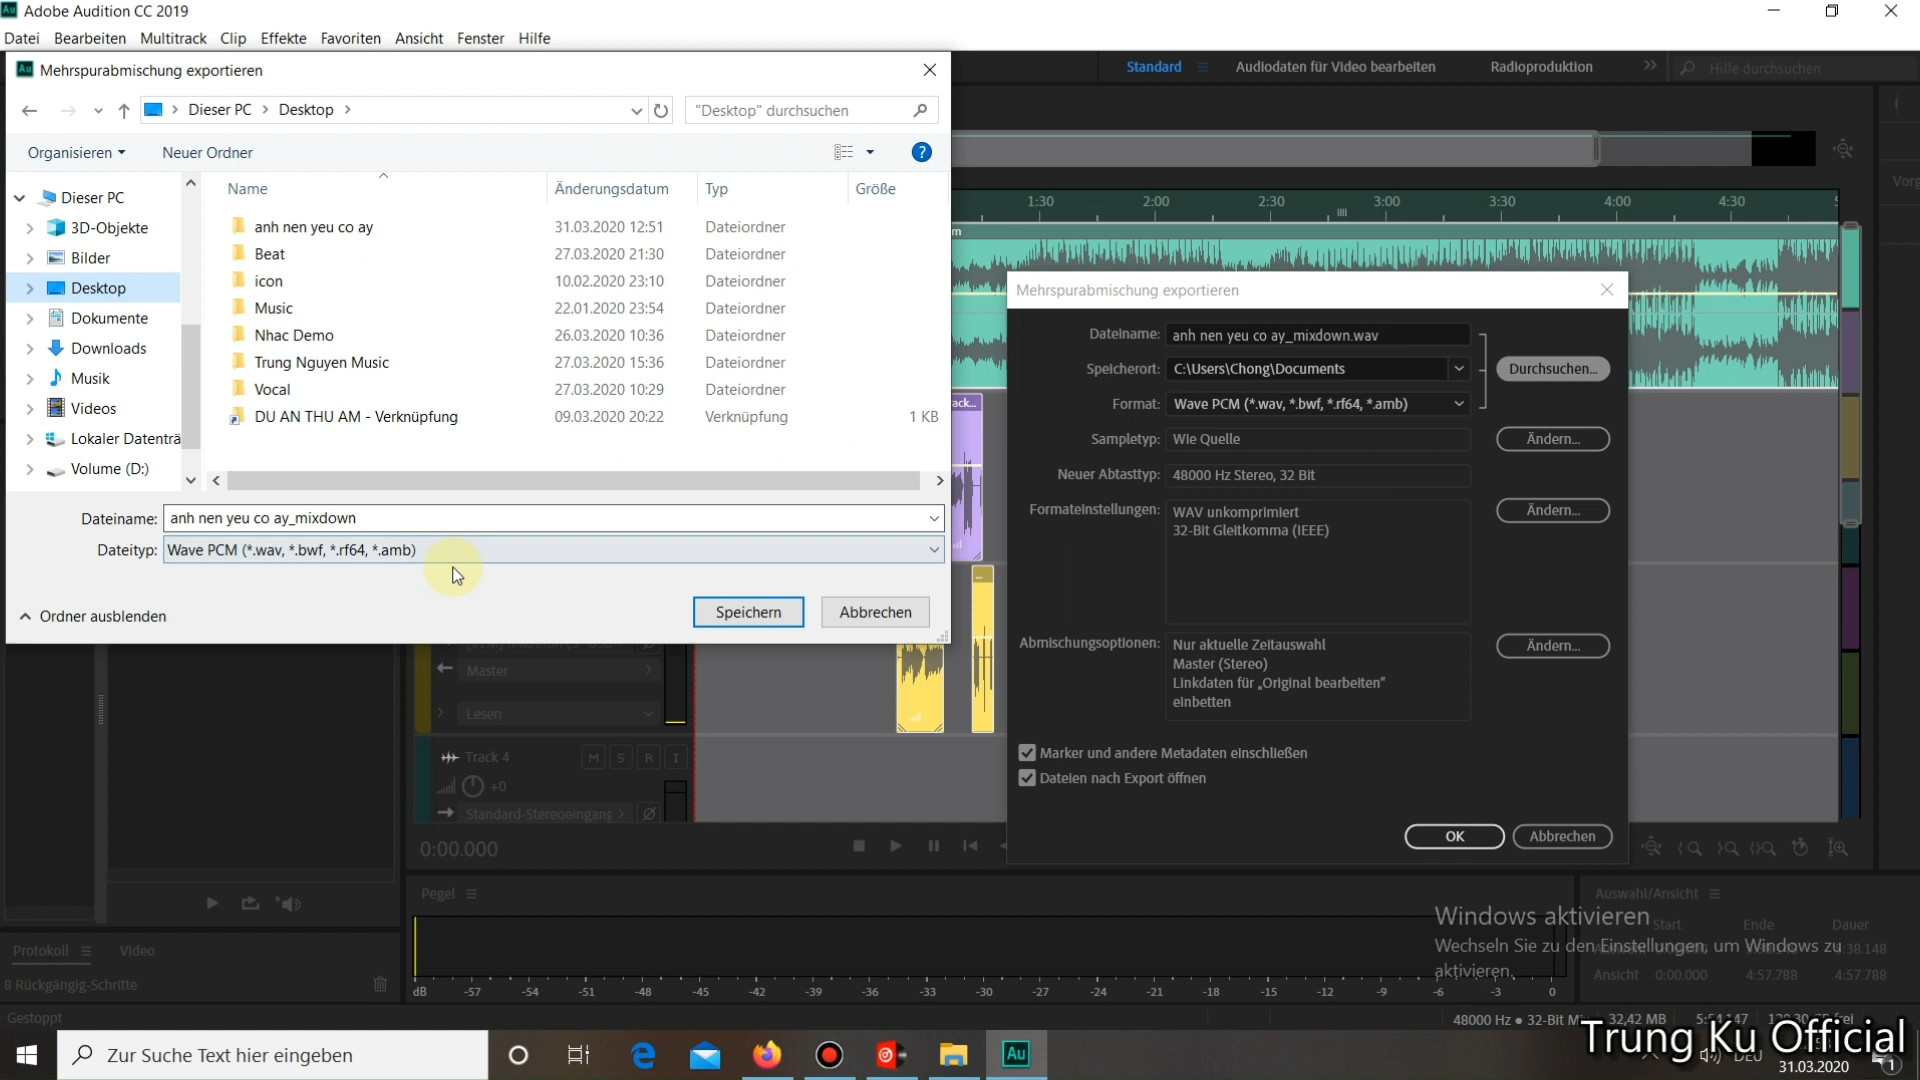 Adobe Audition CC 2019
Datei Bearbeiten Multitrack Clip Effekte Favoriten Ansicht Fenster Hilfe
Mehrspurabmischung exportieren
Dieser PC > Desktop >
"Desktop" durchsuchen
Standard
Audiodaten für Video bearbeiten
Radioproduktion
Hilfe durchsuchen
Organisieren
Neuer Ordner
Name
Änderungsdatum
Typ
Größe
Dieser PC
3D-Objekte
Bilder
Desktop
Dokumente
Downloads
Musik
Videos
Lokaler Datenträ
Volume (D:)
anh nen yeu co ay 31.03.2020 12:51 Dateiordner
Beat 27.03.2020 21:30 Dateiordner
icon 10.02.2020 23:10 Dateiordner
Music 22.01.2020 23:54 Dateiordner
Nhac Demo 26.03.2020 10:36 Dateiordner
Trung Nguyen Music 27.03.2020 15:36 Dateiordner
Vocal 27.03.2020 10:29 Dateiordner
DU AN THU AM - Verknüpfung 09.03.2020 20:22 Verknüpfung 1 KB
Dateiname: anh nen yeu co ay_mixdown
Dateityp: Wave PCM (*.wav, *.bwf, *.rf64, *.amb)
Ordner ausblenden
Speichern
Abbrechen
1:30 2:00 2:30 3:00 3:30 4:00 4:30
Mehrspurabmischung exportieren
Dateiname: anh nen yeu co ay_mixdown.wav
Speicherort: C:\Users\Chong\Documents
Durchsuchen...
Format: Wave PCM (*.wav, *.bwf, *.rf64, *.amb)
Sampletyp: Wie Quelle
Ändern...
Neuer Abtasttyp: 48000 Hz Stereo, 32 Bit
Formateinstellungen: WAV unkomprimiert
32-Bit Gleitkomma (IEEE)
Ändern...
Abmischungsoptionen: Nur aktuelle Zeitauswahl
Master (Stereo)
Linkdaten für „Original bearbeiten"
einbetten
Ändern...
Marker und andere Metadaten einschließen
Dateien nach Export öffnen
OK
Abbrechen
Master
Lesen
Track 4
M S R I
+0
Standard-Stereoeingang
0:00.000
Pegel
dB -57 -54 -51 -48 -45 -42 -39 -36 -33 -30 -27 -24 -21 -18 -15 -12 -9 -6 -3 0
Protokoll
Video
8 Rückgängig-Schritte
Gestoppt
Auswahl/Ansicht
Start Ende Dauer
Ansicht 0:00.000 4:57.788 4:57.788
Windows aktivieren
Wechseln Sie zu den Einstellungen, um Windows zu
aktivieren.
48000 Hz • 32-Bit
32,42 MB
Trung Ku Official
Zur Suche Text hier eingeben
DEU
31.03.2020
1